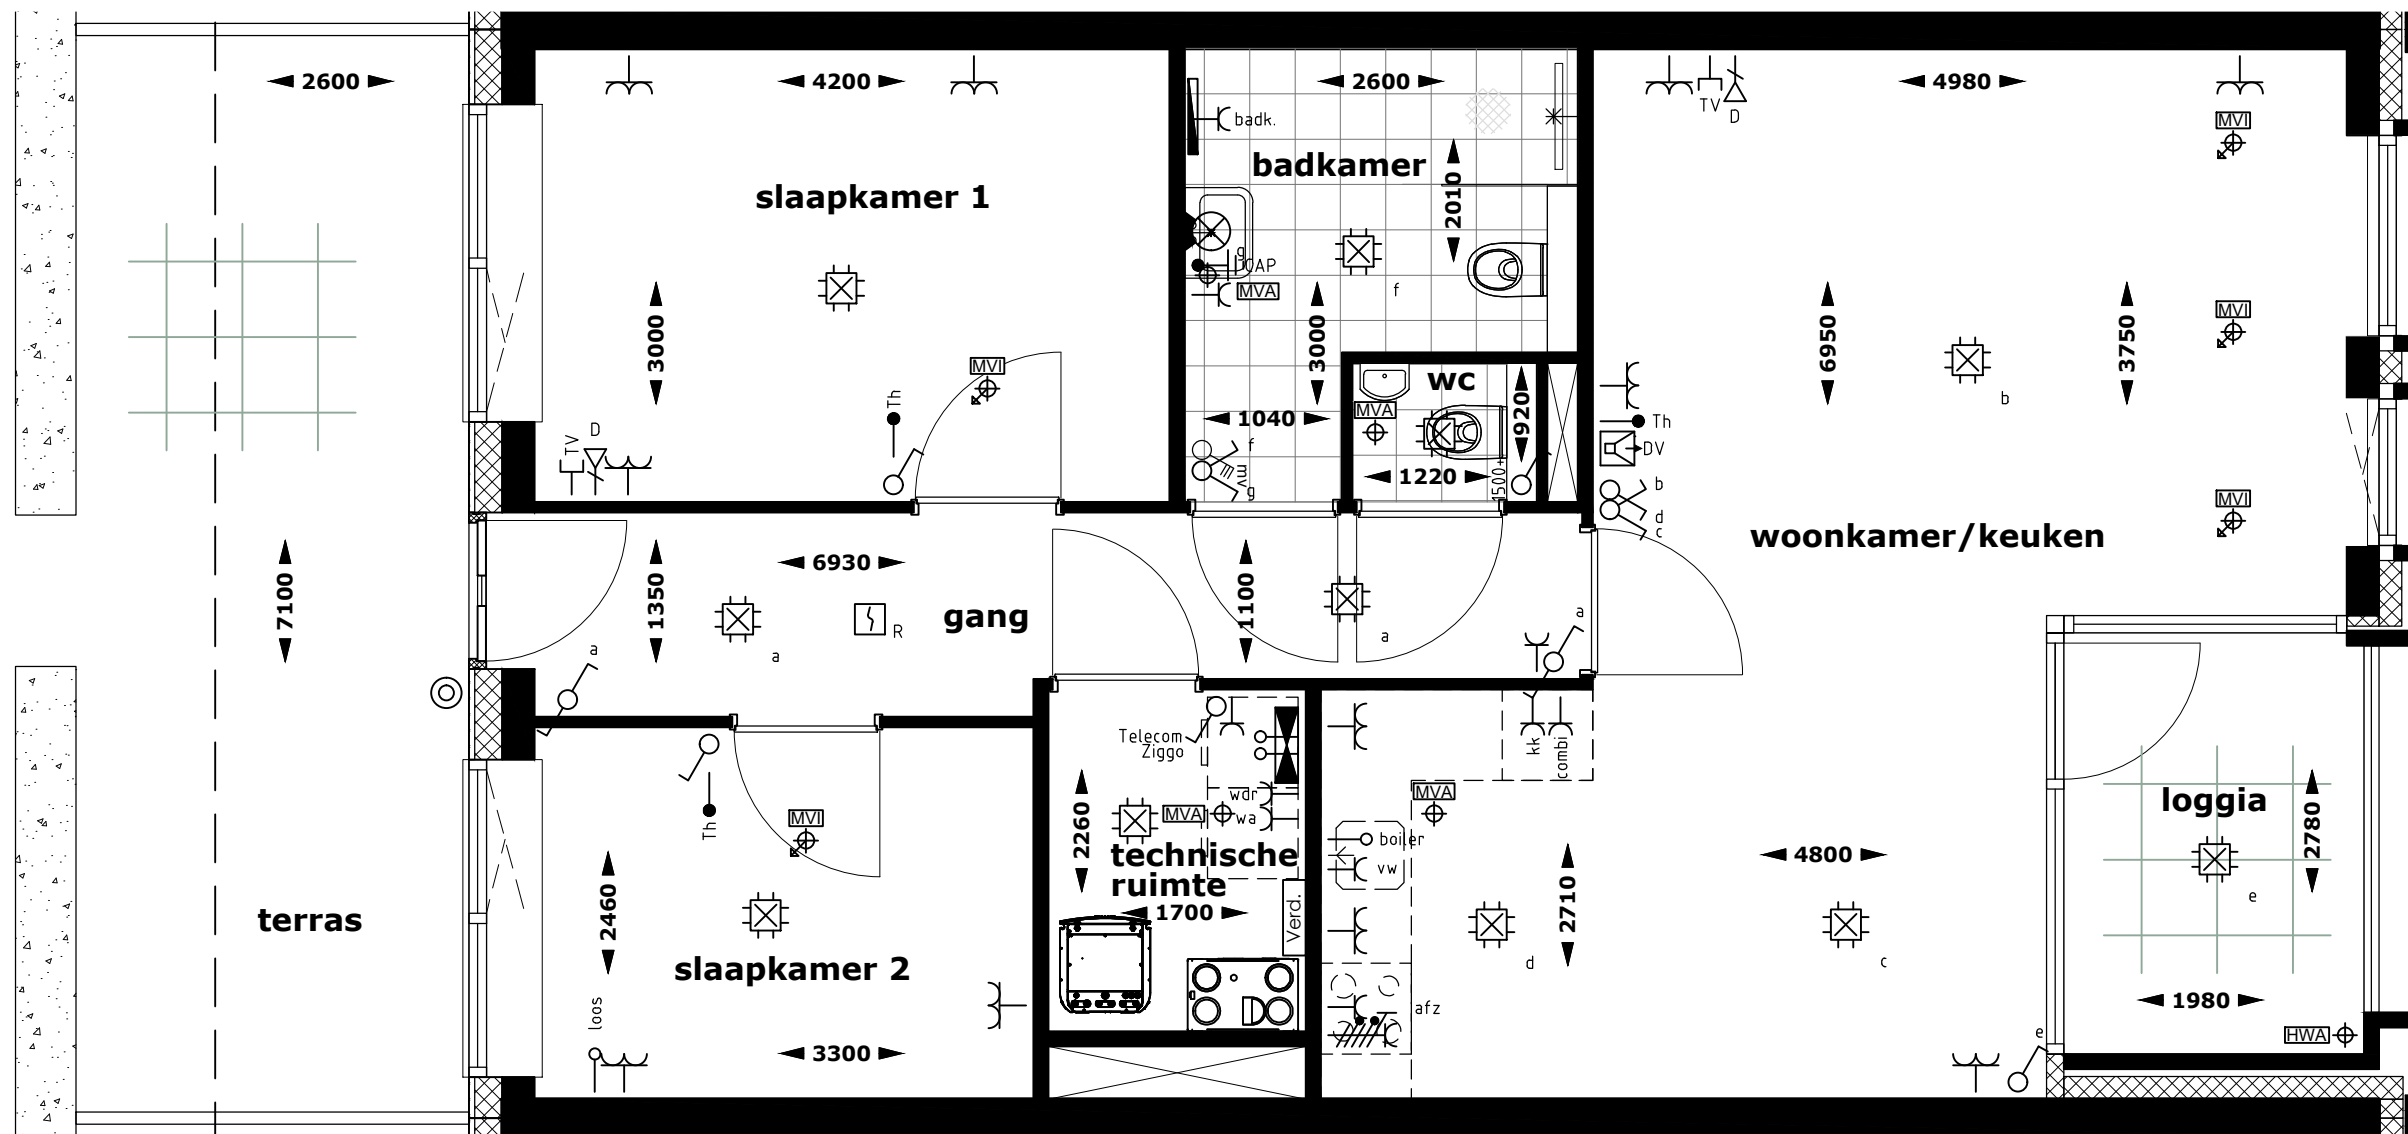 2600
4200
2600
4980
TV
D
MVI
badk.
badkamer
slaapkamer 1
2010
g
CAP
MVA
f
3000
3000
6950
3750
MVI
b
MVI
Th
wc
MVA
920
1040
1220
1500+
f
mv
g
Th
DV
b
d
c
TV
D
MVI
woonkamer/keuken
7100
1350
6930
gang
R
1100
a
a
a
a
Telecom
Ziggo
kk
combi
Th
MVI
2260
MVA
wdr
wa
technische
ruimte
1700
Verd.
MVA
boiler
vw
4800
2710
loggia
2780
e
terras
2460
slaapkamer 2
d
c
loos
3300
afz
1980
e
HWA